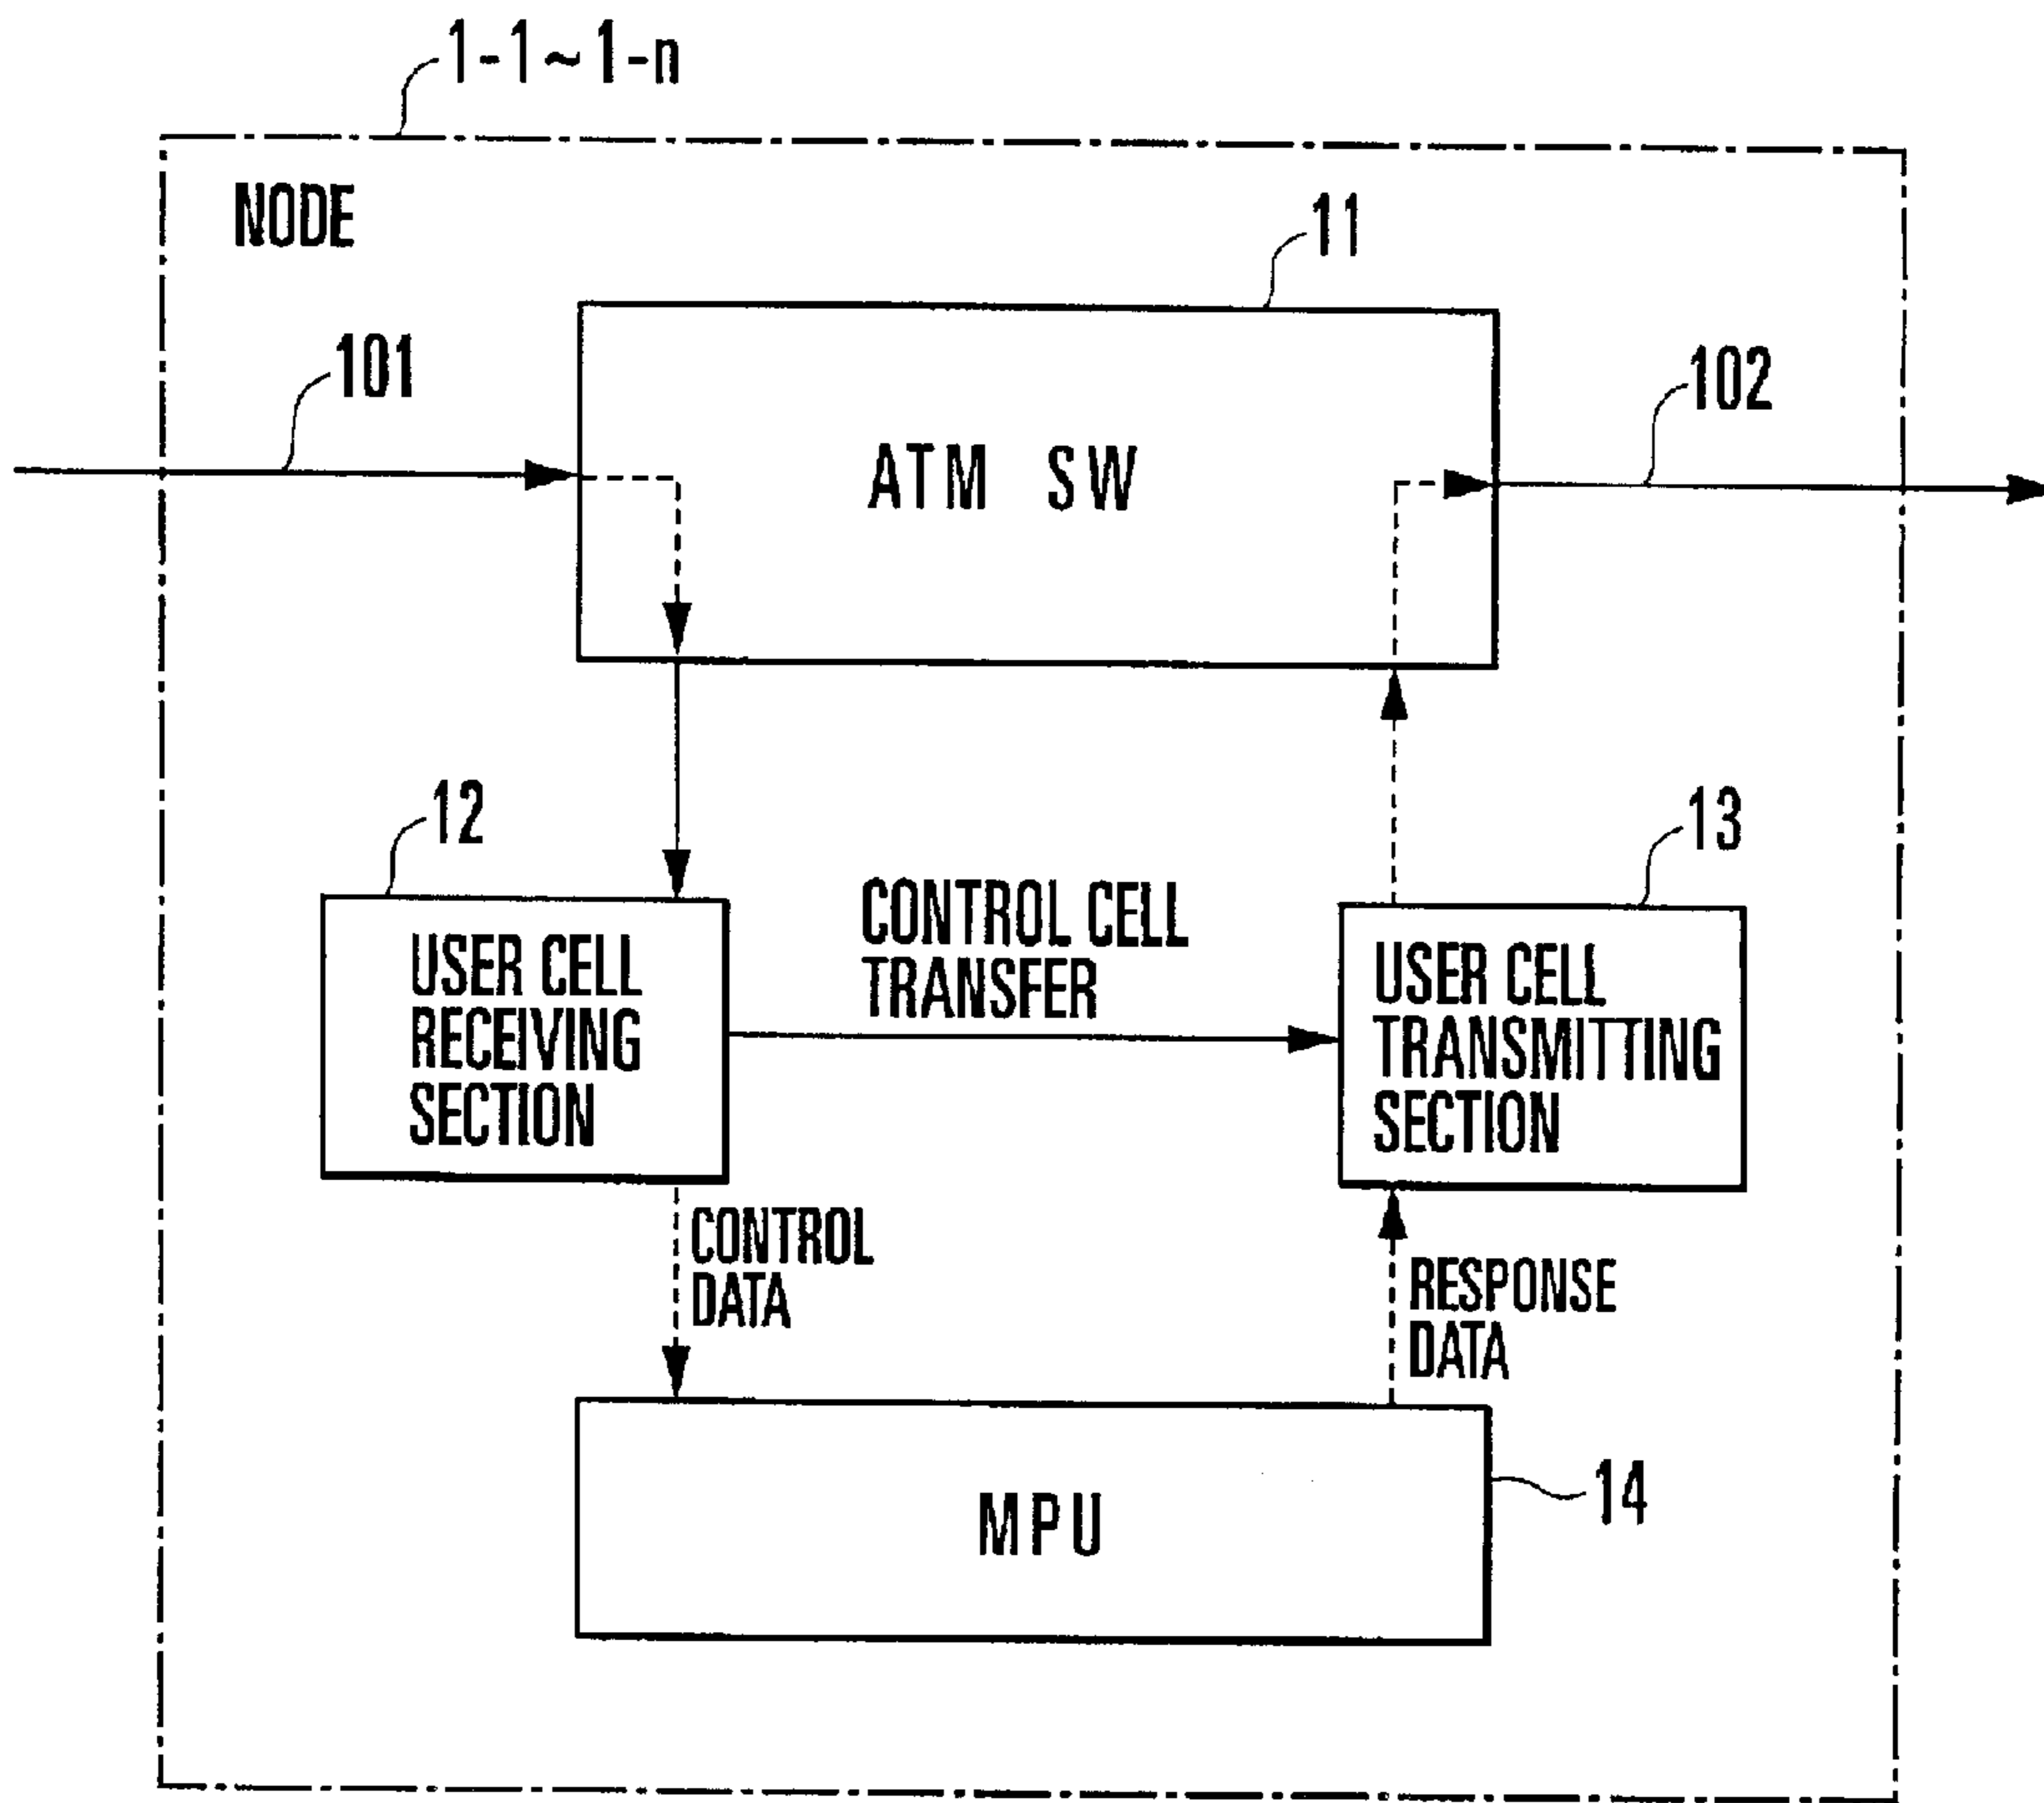 1-1~1-n
NODE
11
101
102
ATM SW
12
13
CONTROL CELL
TRANSFER
USER CELL
RECEIVING
SECTION
USER CELL
TRANSMITTING
SECTION
CONTROL
DATA
RESPONSE
DATA
14
MPU